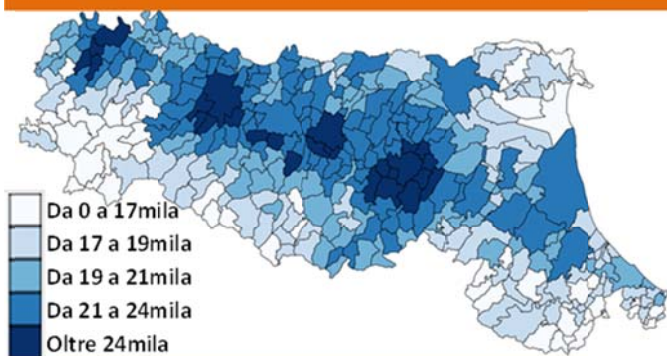 Da 0 a 17mila
Da 17 a 19mila
Da 19 a 21mila
Da 21 a 24mila
Oltre 24mila